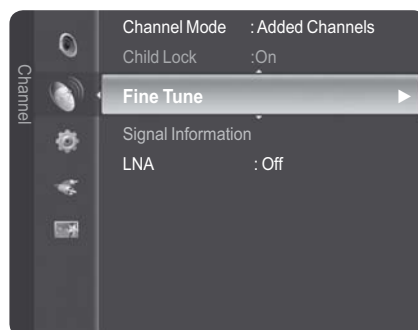 Channel
Channel Mode : Added Channels
Child Lock :On
Fine Tune
Signal Information
LNA : Off